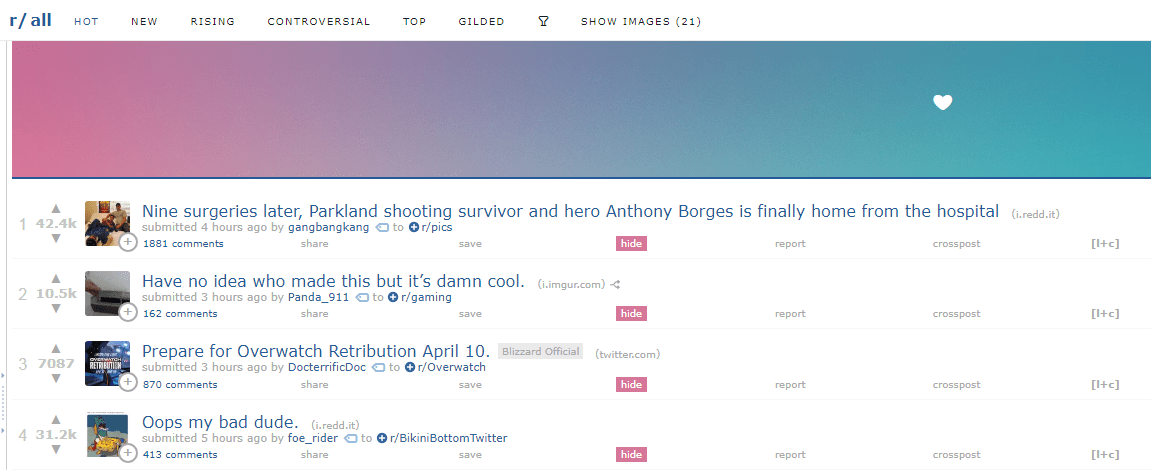 r/all HOT NEW RISING CONTROVERSIAL TOP GILDED SHOW IMAGES (21)
1 42.4k Nine surgeries later, Parkland shooting survivor and hero Anthony Borges is finally home from the hospital (i.redd.it)
submitted 4 hours ago by gangbangkang to r/pics
1881 comments share save hide report crosspost [l+c]
2 10.5k Have no idea who made this but it’s damn cool. (i.imgur.com)
submitted 3 hours ago by Panda_911 to r/gaming
162 comments share save hide report crosspost [l+c]
3 7087 Prepare for Overwatch Retribution April 10. Blizzard Official (twitter.com)
submitted 3 hours ago by DocterrificDoc to r/Overwatch
870 comments share save hide report crosspost [l+c]
OVERWATCH
RETRIBUTION
4 31.2k Oops my bad dude. (i.redd.it)
submitted 5 hours ago by foe_rider to r/BikiniBottomTwitter
413 comments share save hide report crosspost [l+c]